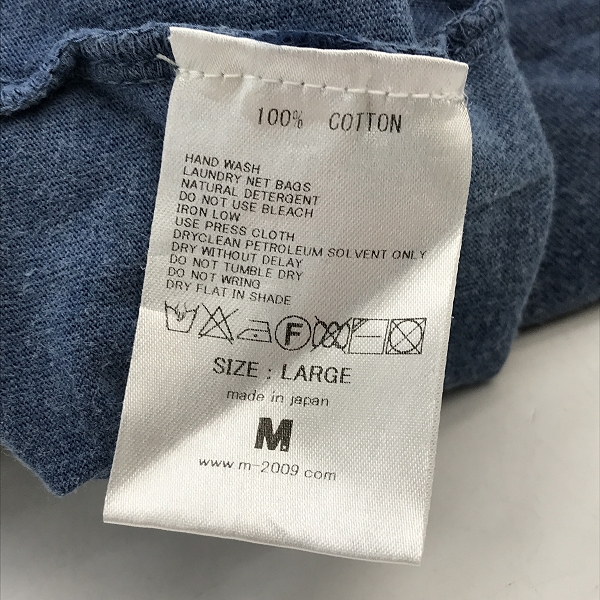 100% COTTON
HAND WASH
LAUNDRY NET BAGS
NATURAL DETERGENT
DO NOT USE BLEACH
IRON LOW
USE PRESS CLOTH
DRYCLEAN PETROLEUM SOLVENT ONLY
DRY WITHOUT DELAY
DO NOT TUMBLE DRY
DO NOT WRING
DRY FLAT IN SHADE
F
SIZE : LARGE
made in japan
M
www.m-2009.com